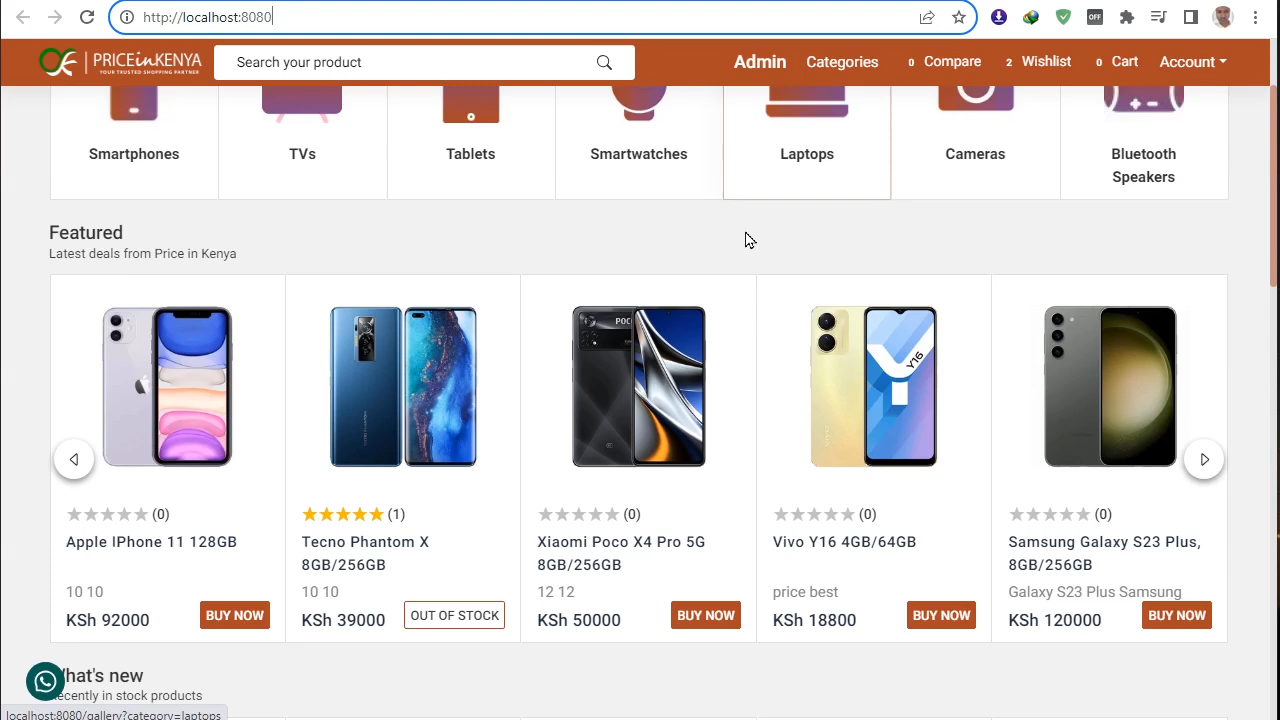 http://localhost:8080
OFF
PRICEinKENYA
YOUR TRUSTED SHOPPING PARTNER
Search your product
Admin
Categories
0 Compare
2 Wishlist
0 Cart
Account
Smartphones
TVs
Tablets
Smartwatches
Laptops
Cameras
Bluetooth
Speakers
Featured
Latest deals from Price in Kenya
POC
Y16
(0)
Apple IPhone 11 128GB
10 10
KSh 92000
BUY NOW
(1)
Tecno Phantom X
8GB/256GB
10 10
KSh 39000
OUT OF STOCK
(0)
Xiaomi Poco X4 Pro 5G
8GB/256GB
12 12
KSh 50000
BUY NOW
(0)
Vivo Y16 4GB/64GB
price best
KSh 18800
BUY NOW
(0)
Samsung Galaxy S23 Plus,
8GB/256GB
Galaxy S23 Plus Samsung
KSh 120000
BUY NOW
hat's new
ecently in stock products
localhost:8080/gallery?category=laptops